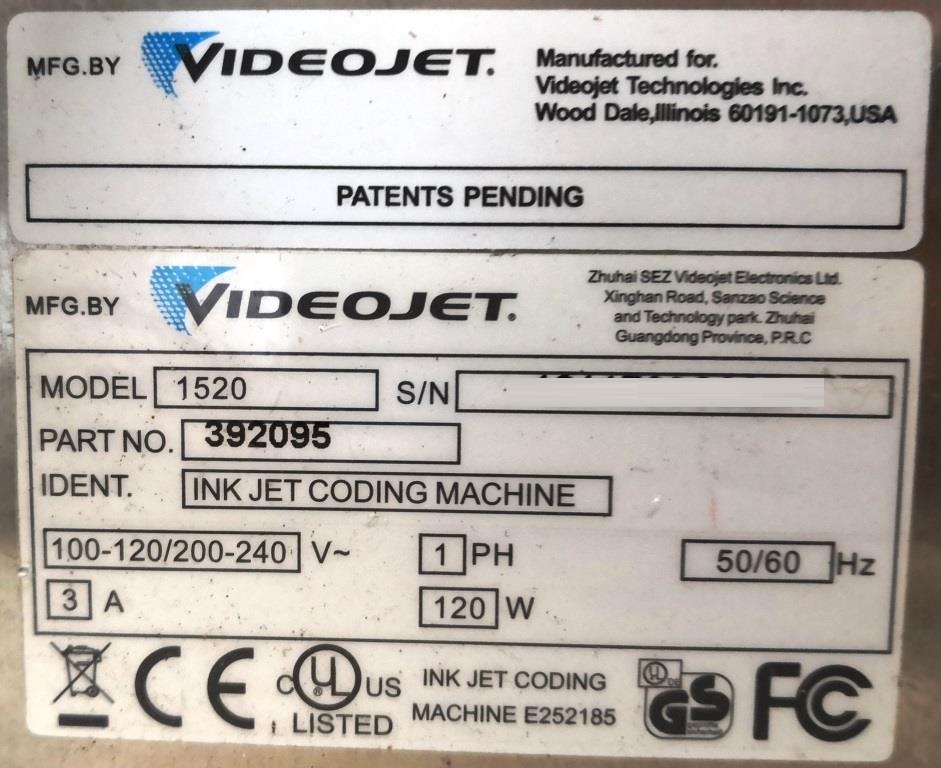 MFG.BY VIDEOJET.
Manufactured for.
Videojet Technologies Inc.
Wood Dale,Illinois 60191-1073,USA
PATENTS PENDING
MFG.BY VIDEOJET.
Zhuhai SEZ Videojet Electronics Ltd.
Xinghan Road, Sanzao Science
and Technology park. Zhuhai
Guangdong Province, P.R.C
MODEL 1520 S/N
PART NO. 392095
IDENT. INK JET CODING MACHINE
100-120/200-240 V~ 1 PH 50/60 Hz
3 A 120 W
CE C UL US LISTED
INK JET CODING
MACHINE E252185
UL GS FC